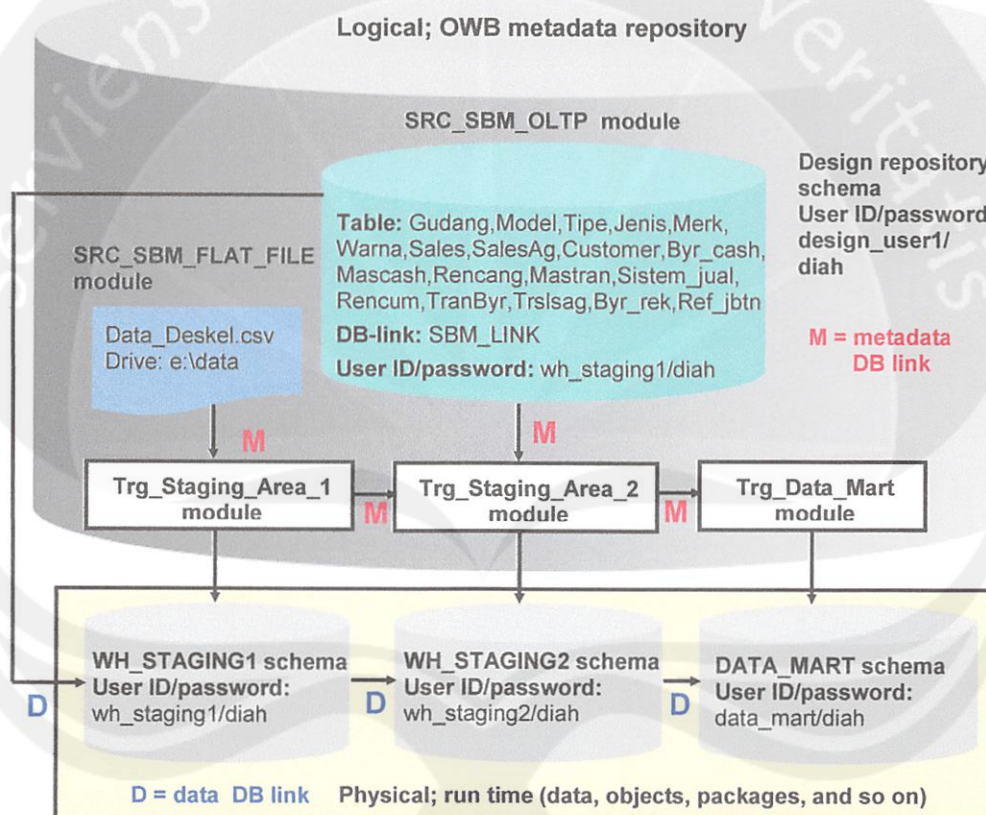 Logical; OWB metadata repository
serviens
veritatis
SRC_SBM_OLTP module
Design repository
schema
User ID/password
design_user1/
diah
Table: Gudang,Model,Tipe,Jenis,Merk,
Warna,Sales,SalesAg,Customer,Byr_cash,
Mascash,Rencang,Mastran,Sistem_jual,
Rencum,TranByr,Trslsag,Byr_rek,Ref_jbtn
DB-link: SBM_LINK
User ID/password: wh_staging1/diah
SRC_SBM_FLAT_FILE
module
Data_Deskel.csv
Drive: e:\data
M = metadata
DB link
M
M
Trg_Staging_Area_1
module
M
Trg_Staging_Area_2
module
M
Trg_Data_Mart
module
D
WH_STAGING1 schema
User ID/password:
wh_staging1/diah
D
WH_STAGING2 schema
User ID/password:
wh_staging2/diah
D
DATA_MART schema
User ID/password:
data_mart/diah
D = data DB link
Physical; run time (data, objects, packages, and so on)